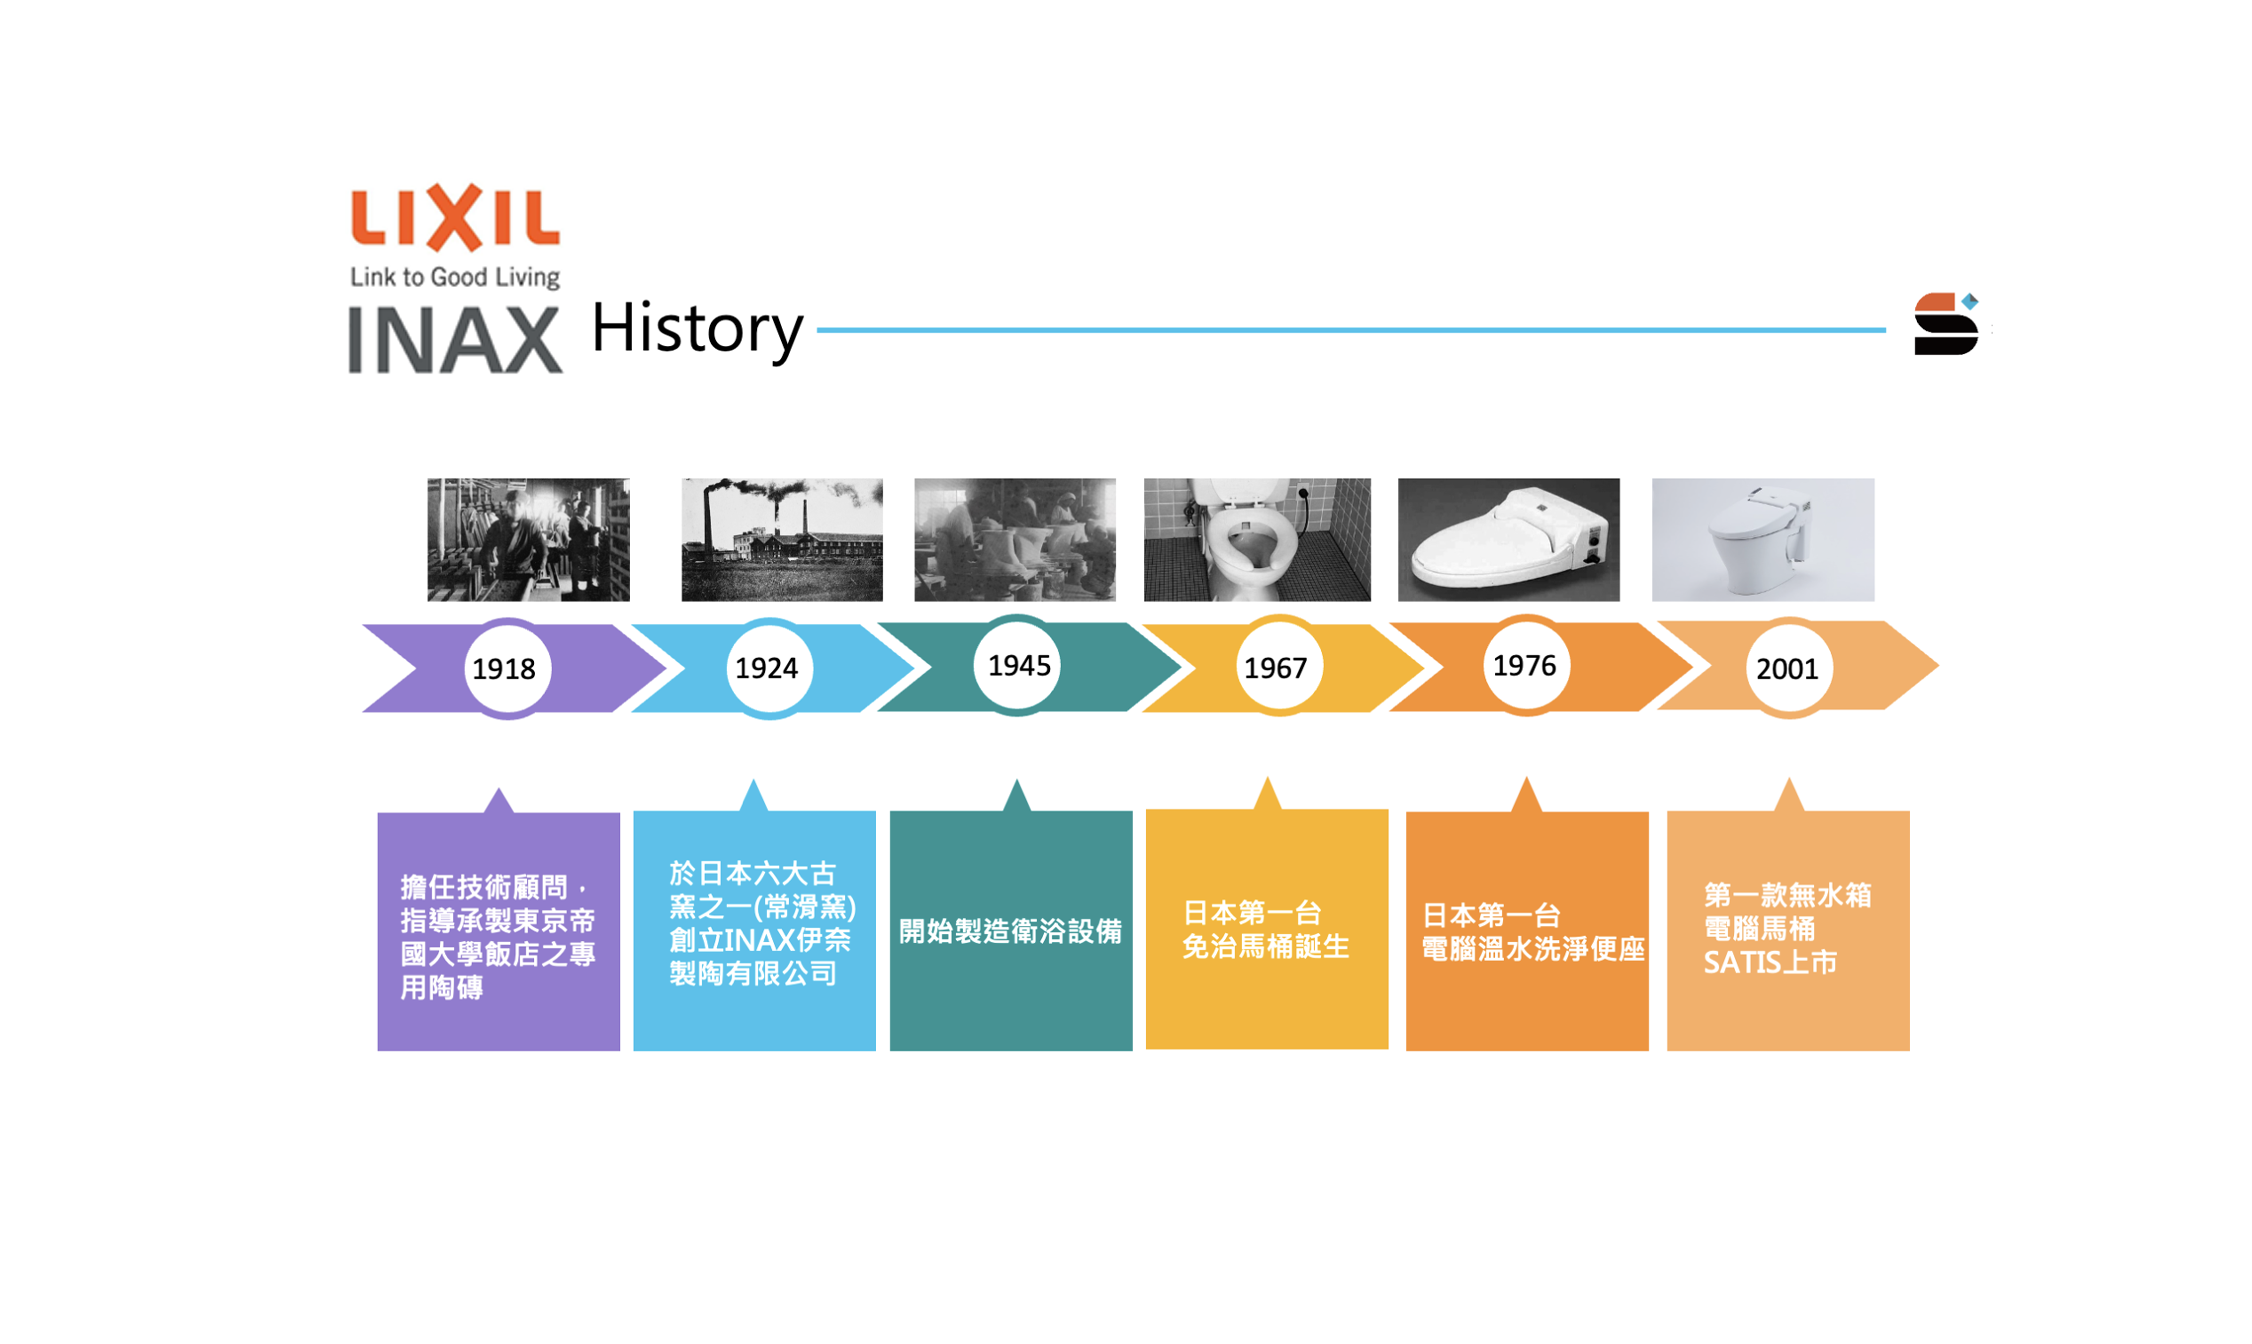 LIXIL
Link to Good Living
INAX History
1918
1924
1945
1967
1976
2001
擔任技術顧問，
指導承製東京帝
國大學飯店之專
用陶磚
於日本六大古
窯之一(常滑窯)
創立INAX伊奈
製陶有限公司
開始製造衛浴設備
日本第一台
免治馬桶誕生
日本第一台
電腦溫水洗淨便座
第一款無水箱
電腦馬桶
SATIS上市